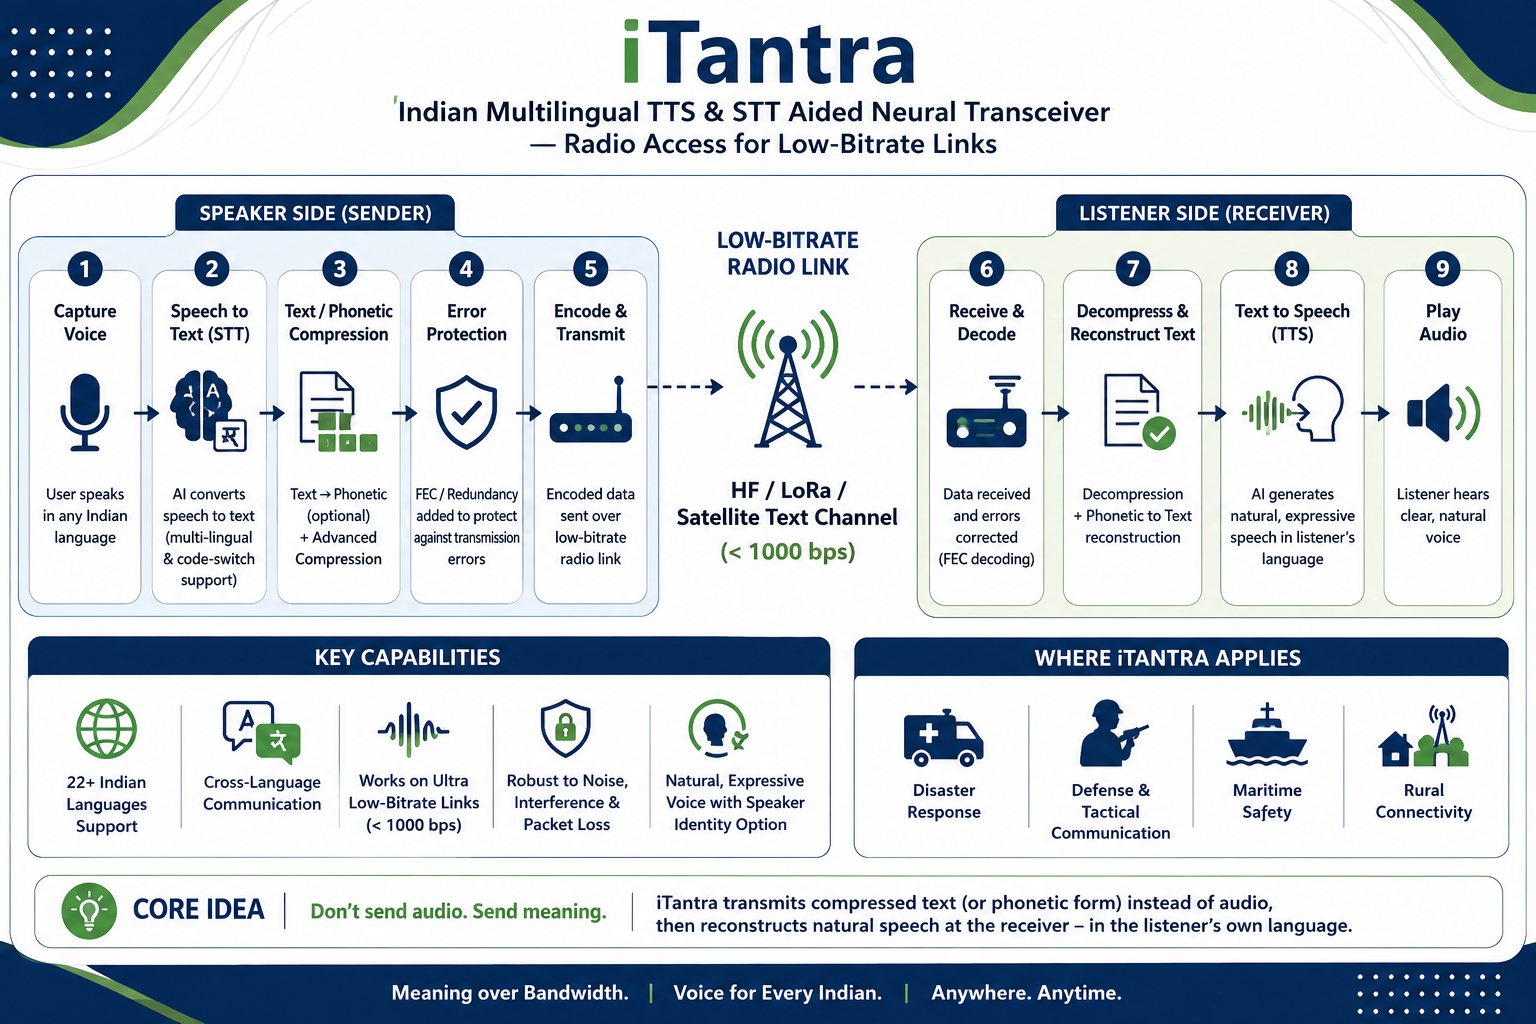 iTantra
'Indian Multilingual TTS & STT Aided Neural Transceiver
— Radio Access for Low-Bitrate Links
SPEAKER SIDE (SENDER)
1
Capture
Voice
User speaks
in any Indian
language
2
Speech to
Text (STT)
A
स
AI converts
speech to text
(multi-lingual
& code-switch
support)
3
Text / Phonetic
Compression
Text → Phonetic
(optional)
+ Advanced
Compression
4
Error
Protection
FEC / Redundancy
added to protect
against transmission
errors
5
Encode &
Transmit
Encoded data
sent over
low-bitrate
radio link
LOW-BITRATE
RADIO LINK
HF / LoRa /
Satellite Text Channel
(< 1000 bps)
LISTENER SIDE (RECEIVER)
6
Receive &
Decode
Data received
and errors
corrected
(FEC decoding)
7
Decompresss &
Reconstruct Text
Decompression
+ Phonetic to Text
reconstruction
8
Text to Speech
(TTS)
AI generates
natural, expressive
speech in listener's
language
9
Play
Audio
Listener hears
clear, natural
voice
KEY CAPABILITIES
22+ Indian
Languages
Support
A
Cross-Language
Communication
Works on Ultra
Low-Bitrate Links
(< 1000 bps)
Robust to Noise,
Interference &
Packet Loss
Natural, Expressive
Voice with Speaker
Identity Option
WHERE iTANTRA APPLIES
Disaster
Response
Defense &
Tactical
Communication
Maritime
Safety
Rural
Connectivity
CORE IDEA
Don't send audio. Send meaning.
iTantra transmits compressed text (or phonetic form) instead of audio,
then reconstructs natural speech at the receiver – in the listener's own language.
Meaning over Bandwidth. | Voice for Every Indian. | Anywhere. Anytime.